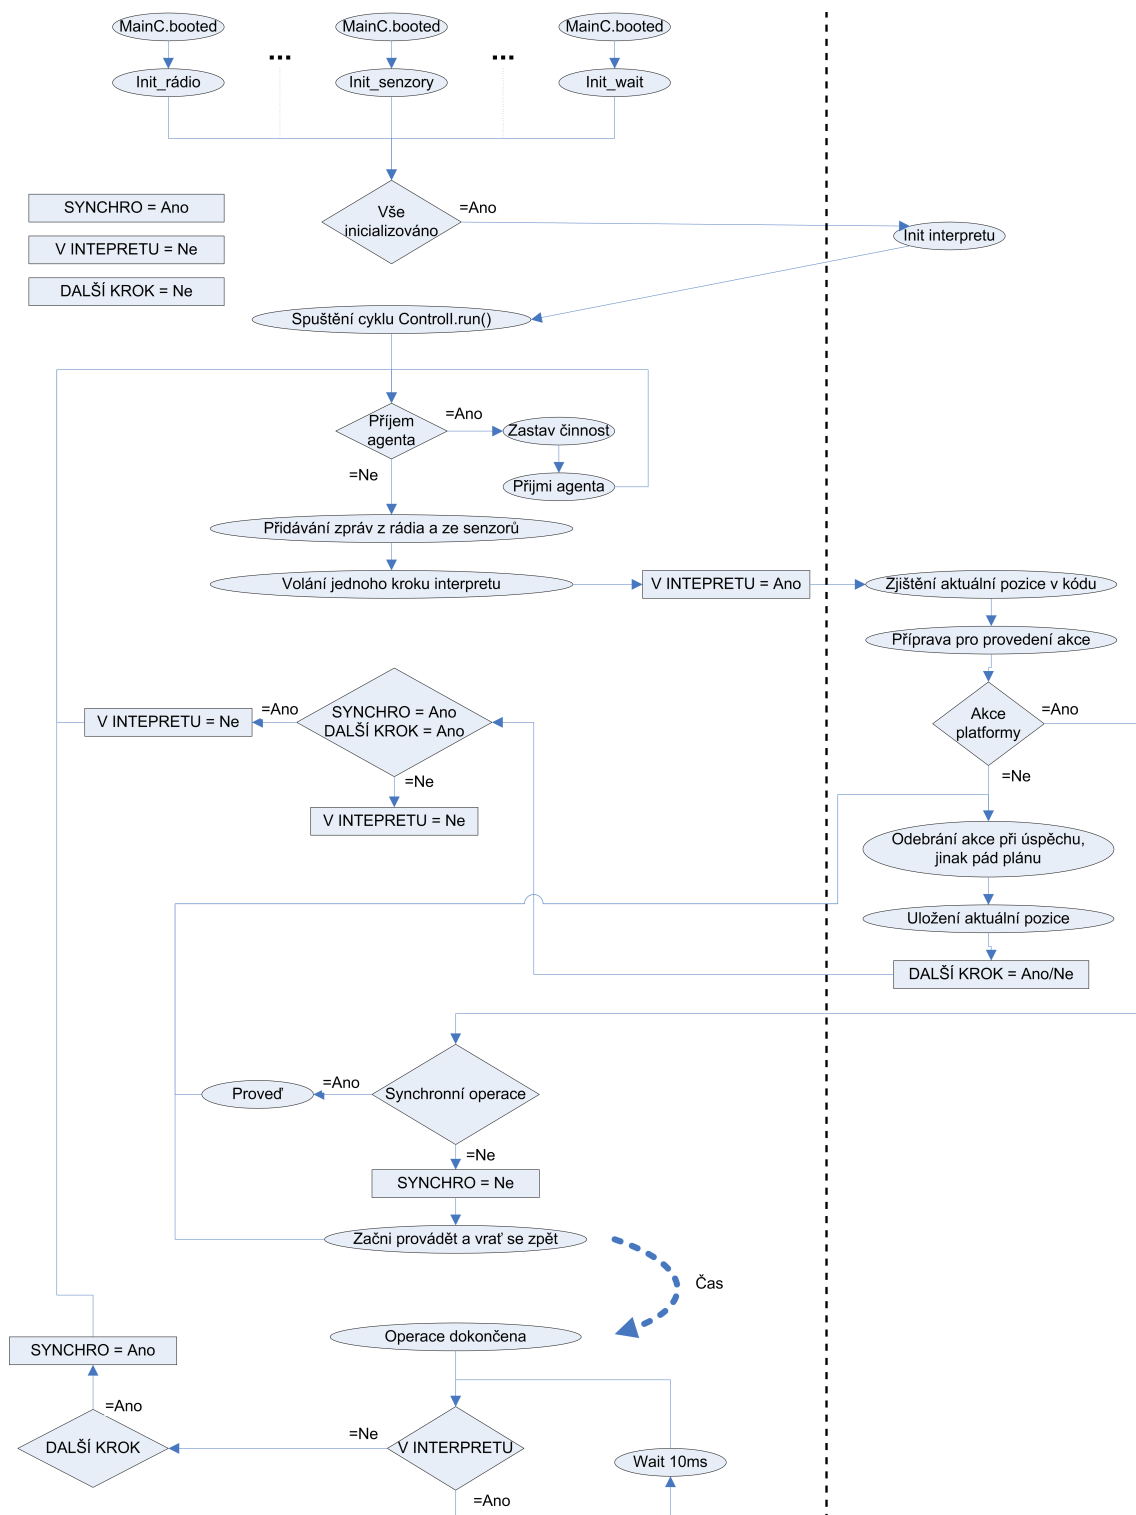 MainC.booted
MainC.booted
MainC.booted
...
...
Init_rádio
Init_senzory
Init_wait
SYNCHRO = Ano
V INTEPRETU = Ne
DALŠÍ KROK = Ne
Vše
inicializováno
=Ano
Init interpretu
Spuštění cyklu ControlI.run()
Příjem
agenta
=Ano
Zastav činnost
=Ne
Přijmi agenta
Přidávání zpráv z rádia a ze senzorů
Volání jednoho kroku interpretu
V INTEPRETU = Ano
Zjištění aktuální pozice v kódu
Příprava pro provedení akce
Akce
platformy
=Ano
=Ne
SYNCHRO = Ano
DALŠÍ KROK = Ano
=Ano
V INTEPRETU = Ne
=Ne
V INTEPRETU = Ne
Odebrání akce při úspěchu,
jinak pád plánu
Uložení aktuální pozice
DALŠÍ KROK = Ano/Ne
Synchronní operace
=Ano
Proveď
=Ne
SYNCHRO = Ne
Začni provádět a vrať se zpět
Čas
Operace dokončena
SYNCHRO = Ano
=Ano
DALŠÍ KROK
=Ne
V INTERPRETU
Wait 10ms
=Ano